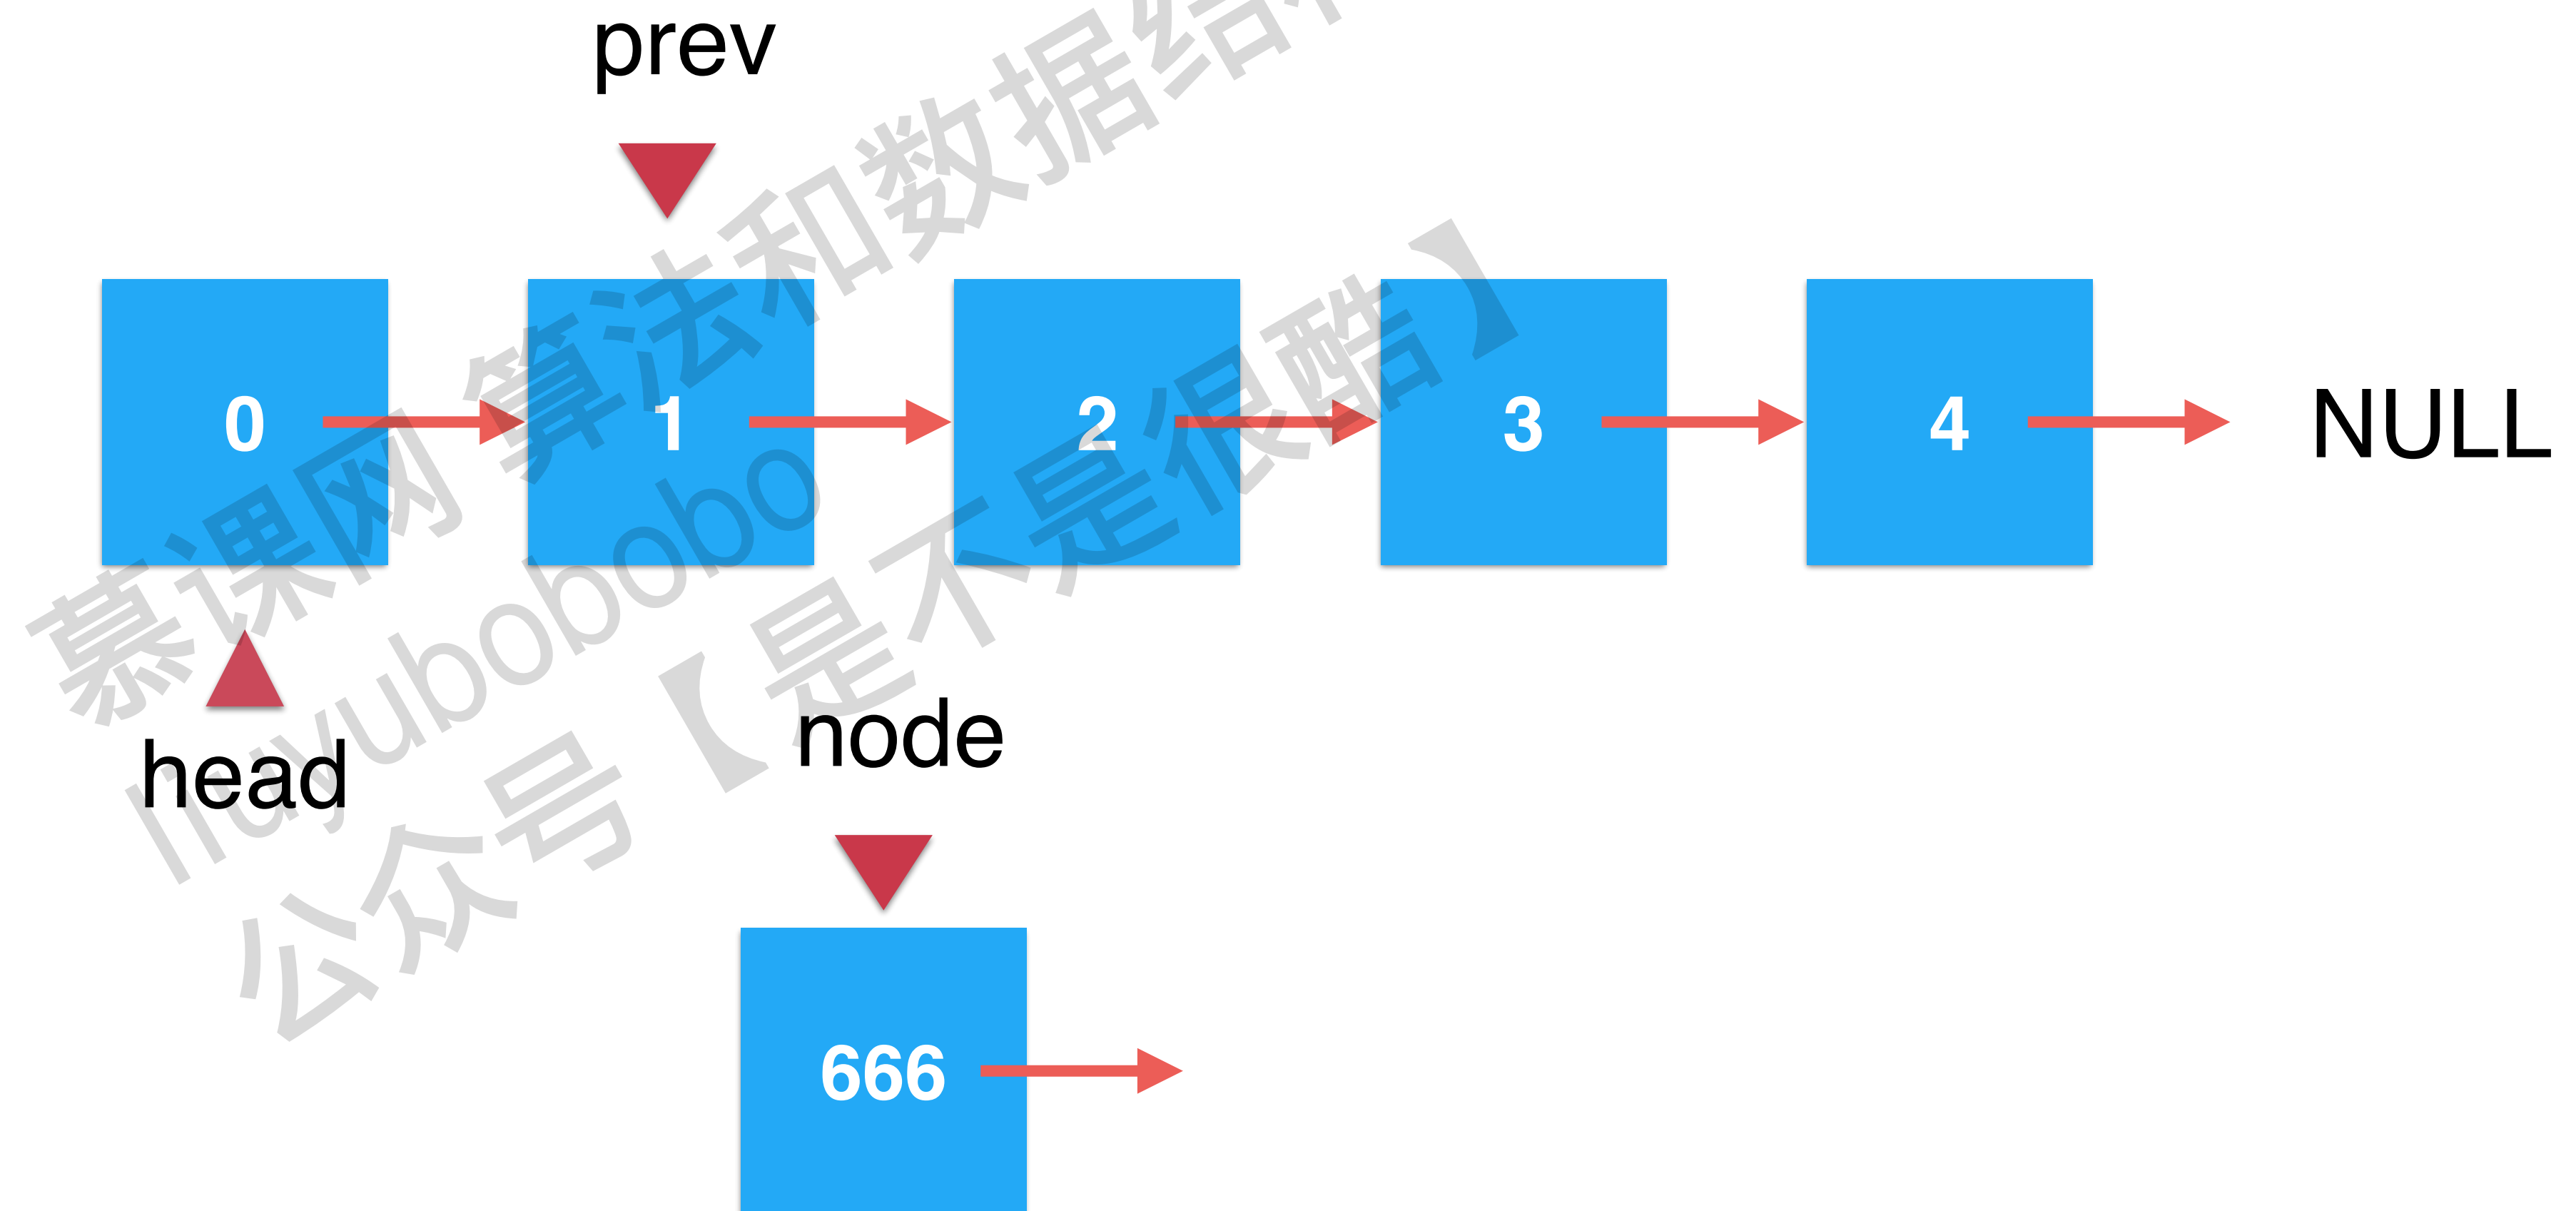 prev
0 1 2 3 4 NULL
head
node
666
慕课网 算法和数据结
liuyubobobo
公众号【是不是很酷】